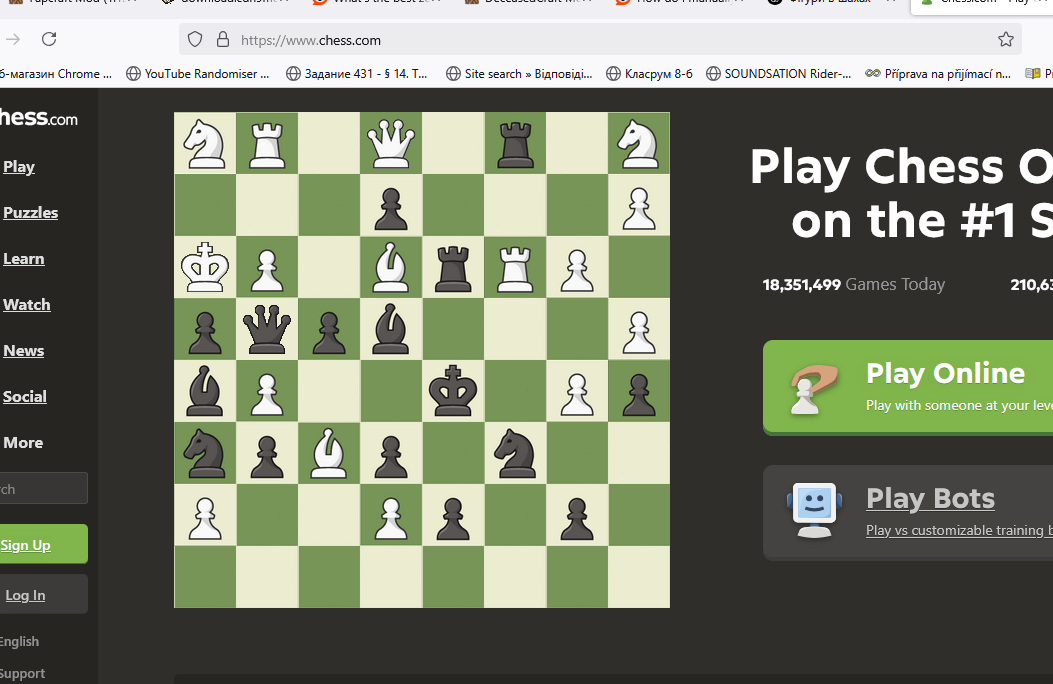 https://www.chess.com
б-магазин Chrome ... YouTube Randomiser ... Задание 431 - § 14. Т... Site search » Відповіді... Класрум 8-б SOUNDSATION Rider-... Příprava na přijímací n...
hess.com
Play
Puzzles
Learn
Watch
News
Social
More
ch
Sign Up
Log In
English
Support
Play Chess O
on the #1 S
18,351,499 Games Today 210,63
Play Online
Play with someone at your leve
Play Bots
Play vs customizable training b